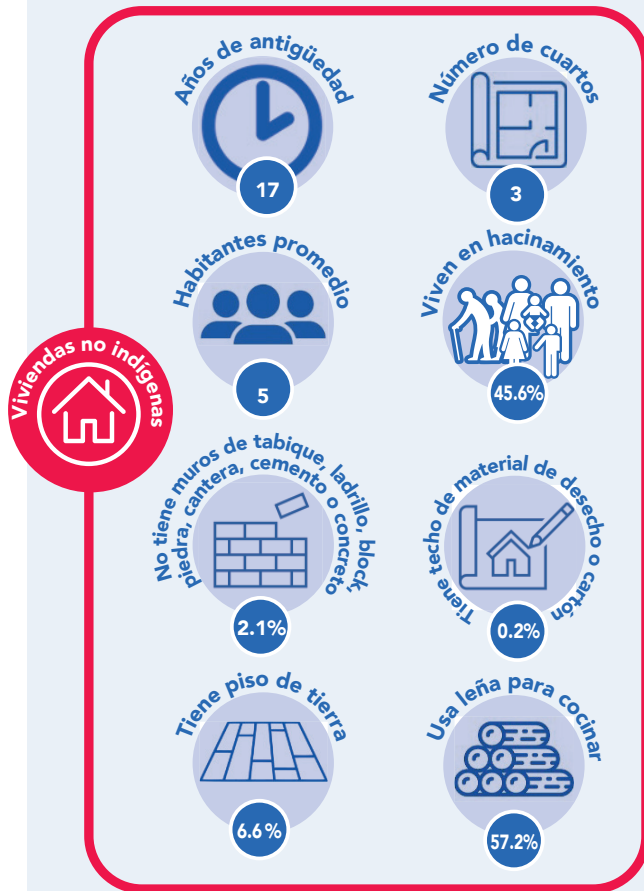 Años de antigüedad
17
Número de cuartos
3
Habitantes promedio
5
Viven en hacinamiento
45.6%
Viviendas no indígenas
No tiene muros de tabique, ladrillo, block,
piedra, cantera, cemento o concreto
2.1%
Tiene techo de material de desecho o cartón
0.2%
Tiene piso de tierra
6.6%
Usa leña para cocinar
57.2%